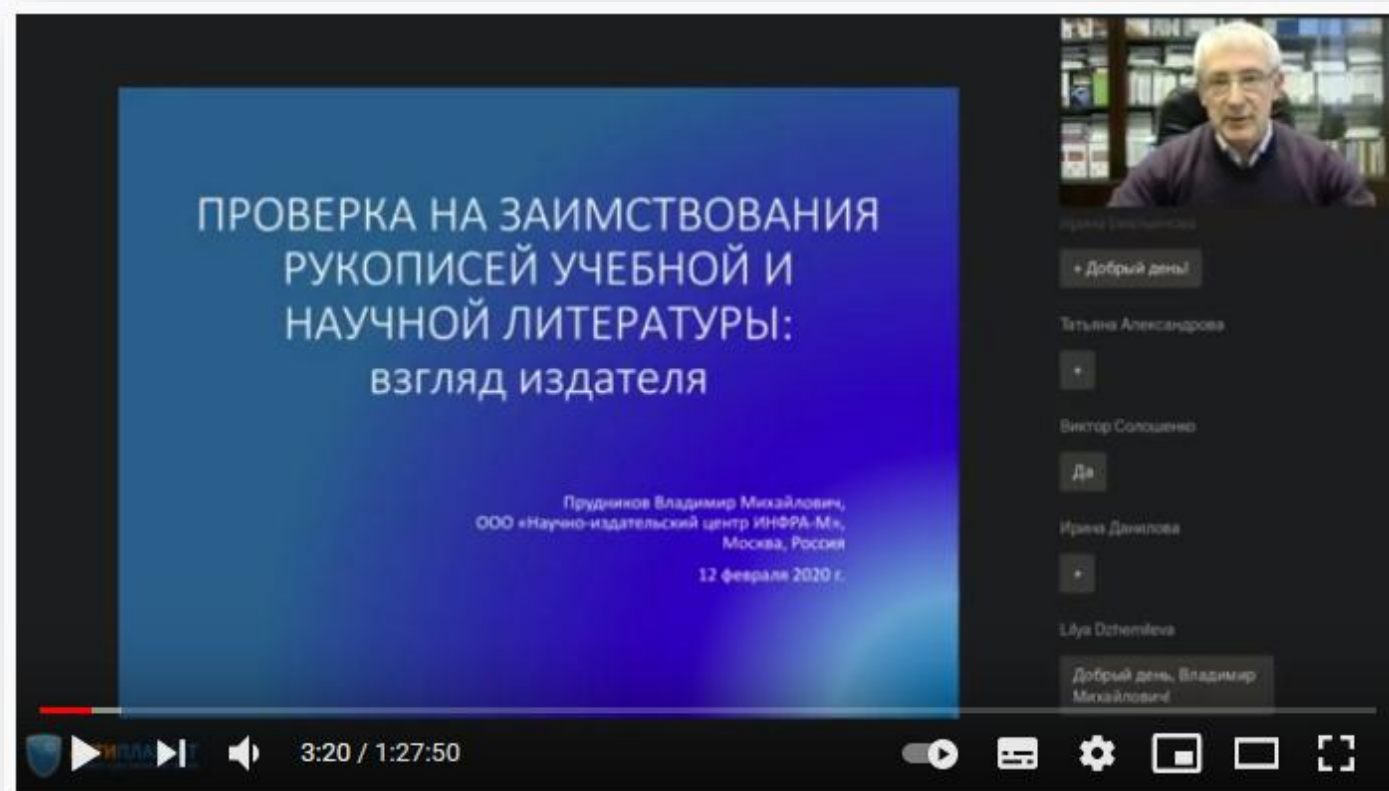 ПРОВЕРКА НА ЗАИМСТВОВАНИЯ
РУКОПИСЕЙ УЧЕБНОЙ И
НАУЧНОЙ ЛИТЕРАТУРЫ:
взгляд издателя
Прудников Владимир Михайлович,
ООО «Научно-издательский центр ИНФРА-М»,
Москва, Россия
12 февраля 2020 г.
+ Добрый день!
Татьяна Александрова
+
Виктор Солошенко
Да
Ирина Данилова
+
Lilya Dzhemileva
Добрый день, Владимир
Михайлович!
3:20 / 1:27:50